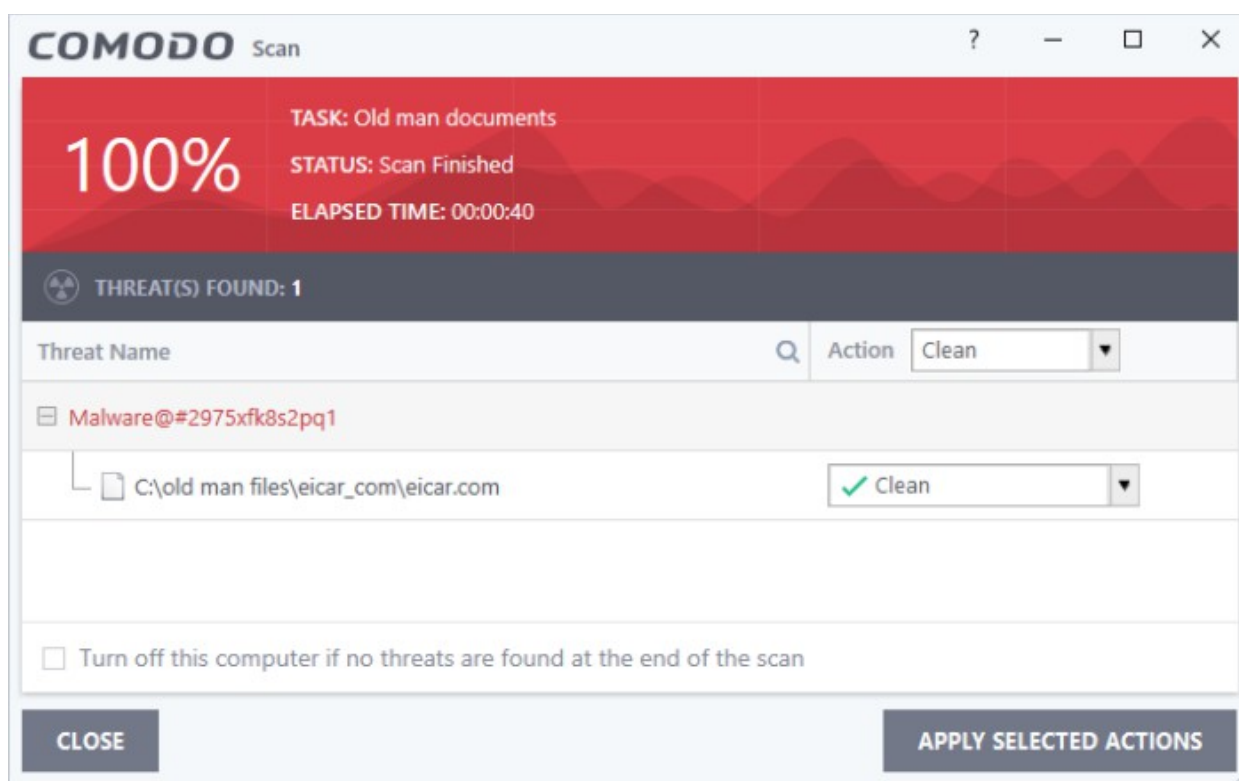 COMODO Scan
?
100%
TASK: Old man documents
STATUS: Scan Finished
ELAPSED TIME: 00:00:40
THREAT(S) FOUND: 1
Threat Name
Action Clean
Malware@#2975xfk8s2pq1
C:\old man files\eicar_com\eicar.com
Clean
Turn off this computer if no threats are found at the end of the scan
CLOSE
APPLY SELECTED ACTIONS